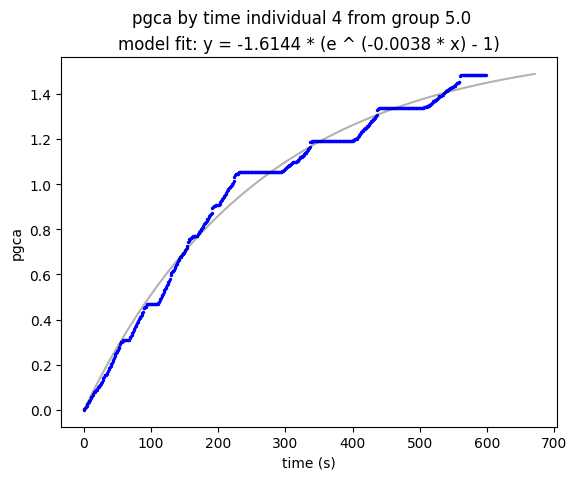 pgca by time individual 4 from group 5.0
model fit: y = -1.6144 * (e ^ (-0.0038 * x) - 1)
1.4
1.2
1.0
0.8
0.6
0.4
0.2
0.0
pgca
0 100 200 300 400 500 600 700
time (s)